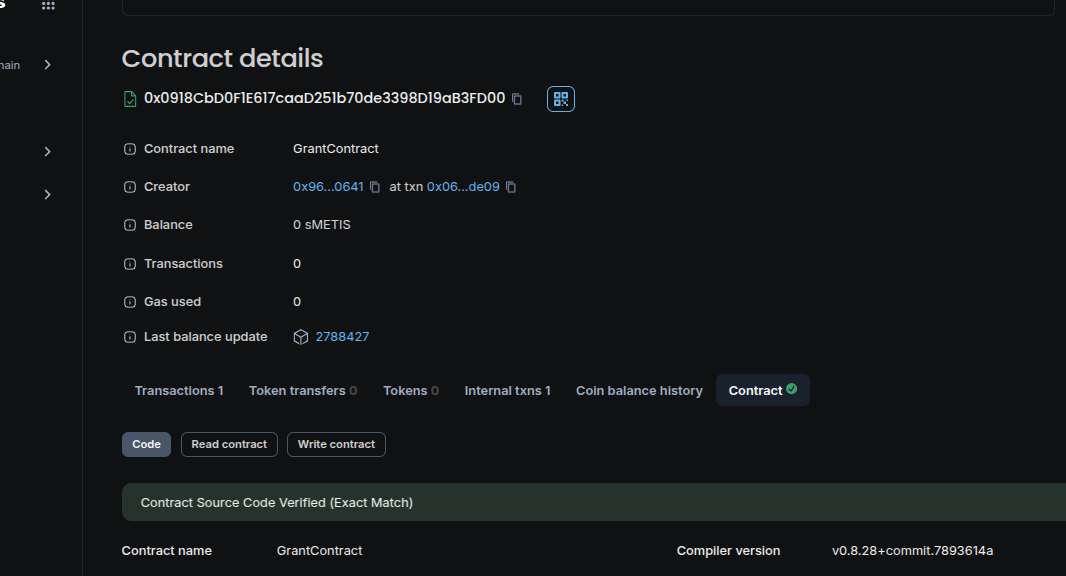 s
hain
Contract details
0x0918CbD0F1E617caaD251b70de3398D19aB3FD00
Contract name GrantContract
Creator 0x96...0641 at txn 0x06...de09
Balance 0 sMETIS
Transactions 0
Gas used 0
Last balance update 2788427
Transactions 1 Token transfers 0 Tokens 0 Internal txns 1 Coin balance history Contract
Code Read contract Write contract
Contract Source Code Verified (Exact Match)
Contract name GrantContract Compiler version v0.8.28+commit.7893614a